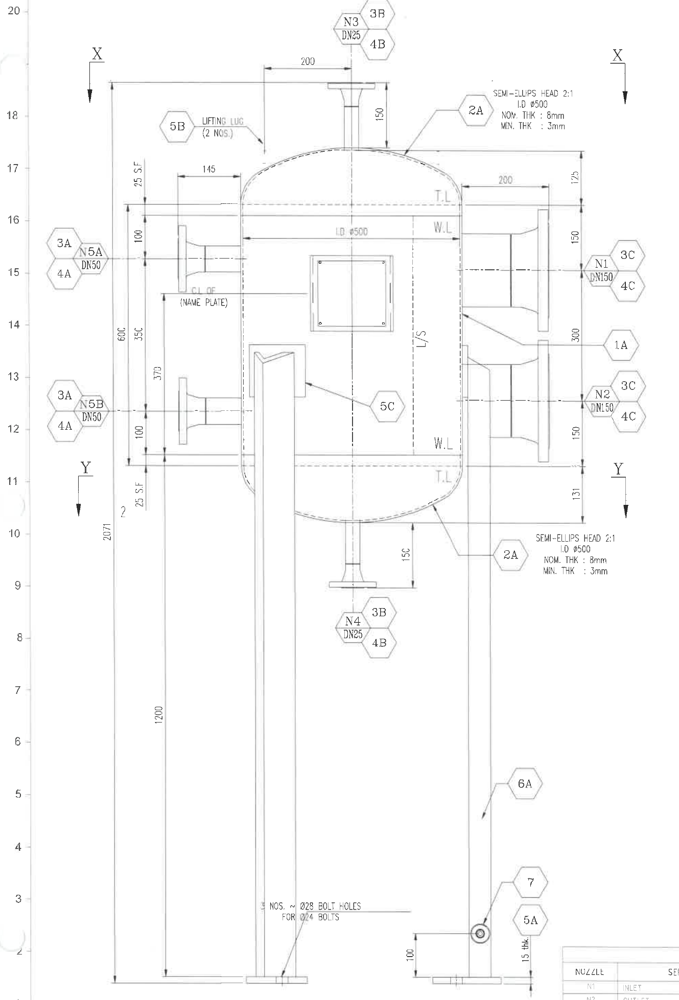 20
3B
N3
DN25
4B
X
X
200
18
5B
LIFTING LUG
(2 NOS.)
150
2A
SEMI-ELLIPS HEAD 2:1
I.D ø500
NOM. THK : 8mm
MIN. THK : 3mm
17
25 S.F
145
200
125
T.L
16
100
I.D ø500
W.L
150
3A
N5A
DN50
4A
15
3C
N1
DN150
4C
C.L OF
(NAME PLATE)
14
600
350
L/S
300
1A
13
370
3A
N5B
DN50
4A
5C
3C
N2
DN150
4C
12
100
150
W.L
Y
Y
11
T.L
25 S.F
131
2
2071
10
150
2A
SEMI-ELLIPS HEAD 2:1
I.D ø500
NOM. THK : 8mm
MIN. THK : 3mm
9
3B
N4
DN25
4B
8
7
1200
6
5
6A
4
7
3
3 NOS. ~ Ø28 BOLT HOLES
FOR Ø24 BOLTS
5A
2
100
15 thk.
NOZZLE
N1
INLET
N2
OUTLET